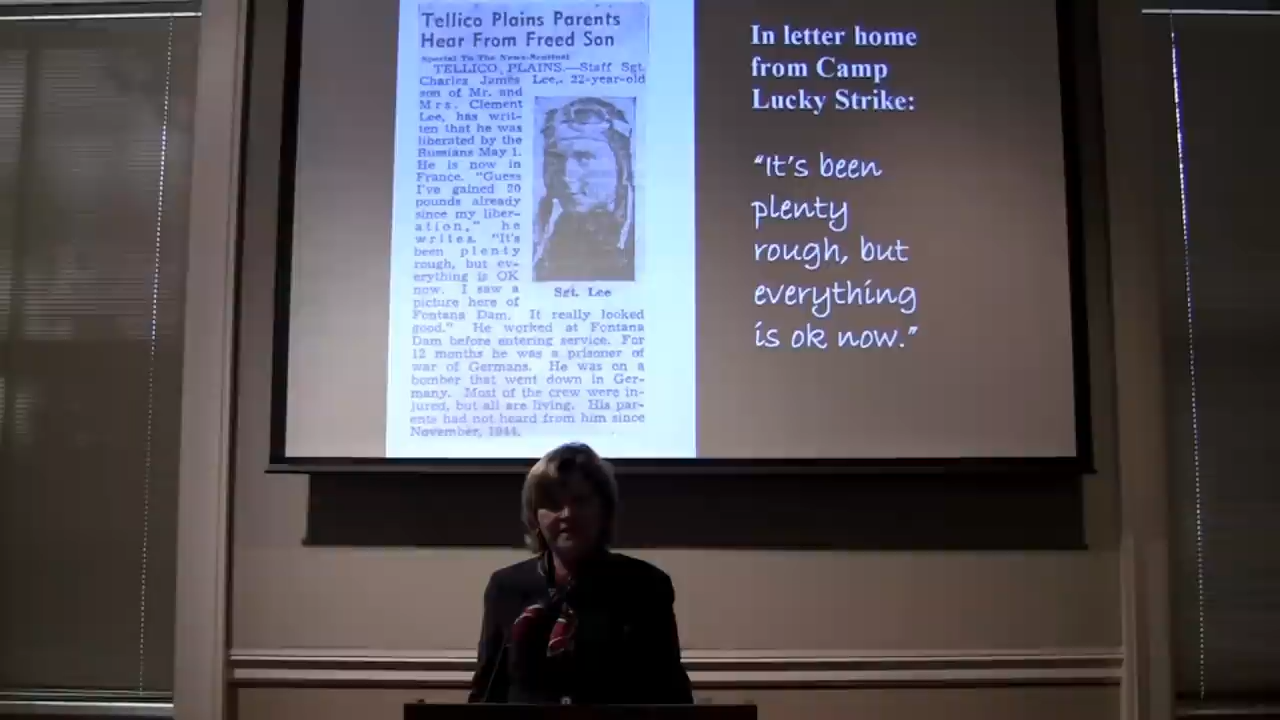 Tellico Plains Parents
Hear From Freed Son
Special To The News-Sentinel
TELLICO PLAINS.—Staff Sgt.
Charles James Lee, 22-year-old
son of Mr. and
Mrs. Clement
Lee, has writ-
ten that he was
liberated by the
Russians May 1.
He is now in
France. "Guess
I've gained 20
pounds already
since my liber-
ation," he
writes. "It's
been plenty
rough, but ev-
erything is OK
now. I saw a
picture here of
Fontana Dam. It really looked
good." He worked at Fontana
Dam before entering service. For
12 months he was a prisoner of
war of Germans. He was on a
bomber that went down in Ger-
many. Most of the crew were in-
jured, but all are living. His par-
ents had not heard from him since
November, 1944.
Sgt. Lee
In letter home
from Camp
Lucky Strike:
“It's been
plenty
rough, but
everything
is ok now.”